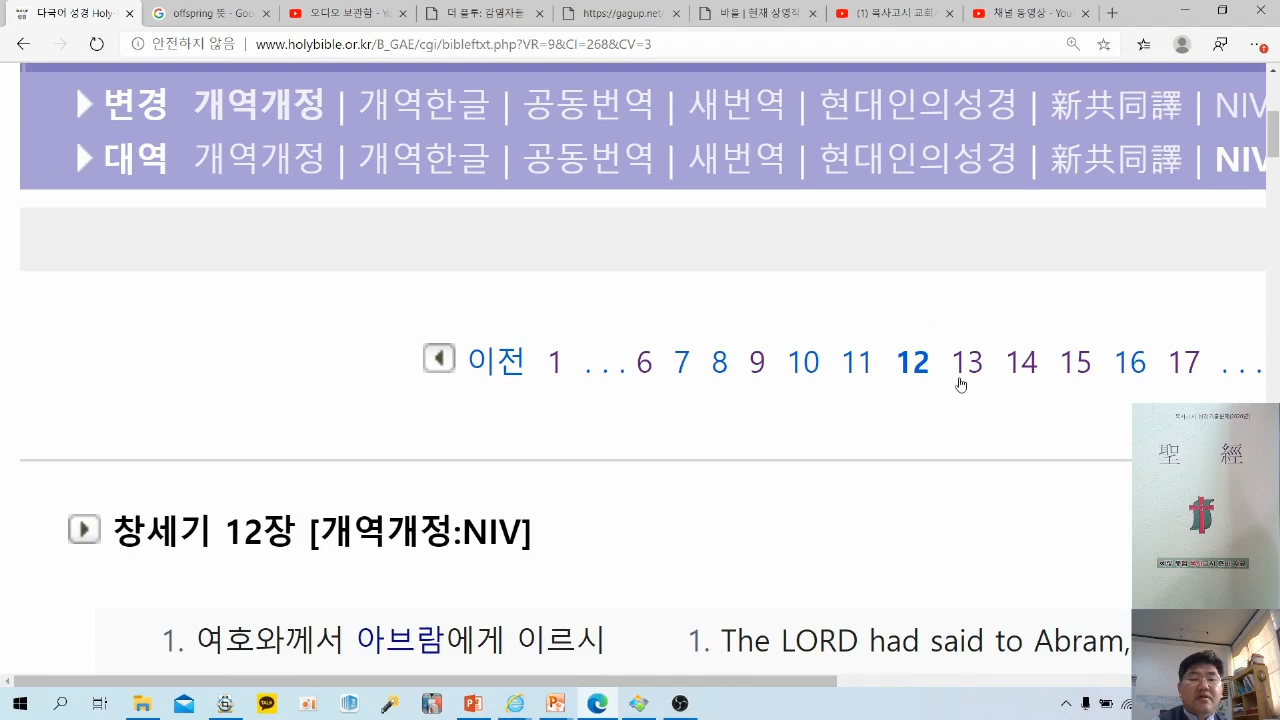 다국어 성경 Holy-
offspring 뜻 - Goo
오디오 보관함 - Yo
더 플롯: 감염자들
https://gagup.net/
바울 | 현재 상영작
(1) 목사고시 교회사
채널 동영상 - YouT
안전하지 않음 | www.holybible.or.kr/B_GAE/cgi/bibleftxt.php?VR=9&CI=268&CV=3
변경 개역개정 | 개역한글 | 공동번역 | 새번역 | 현대인의성경 | 新共同譯 | NIV
대역 개역개정 | 개역한글 | 공동번역 | 새번역 | 현대인의성경 | 新共同譯 | NIV
이전 1 . . . 6 7 8 9 10 11 12 13 14 15 16 17 . . .
聖 經
창세기 12장 [개역개정:NIV]
1. 여호와께서 아브람에게 이르시
1. The LORD had said to Abram,
TALK